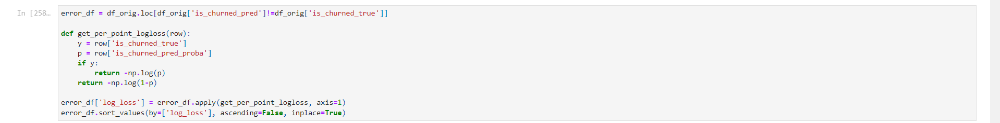 In [258…
error_df = df_orig.loc[df_orig['is_churned_pred']!=df_orig['is_churned_true']]
def get_per_point_logloss(row):
    y = row['is_churned_true']
    p = row['is_churned_pred_proba']
    if y:
        return -np.log(p)
    return -np.log(1-p)
error_df['log_loss'] = error_df.apply(get_per_point_logloss, axis=1)
error_df.sort_values(by=['log_loss'], ascending=False, inplace=True)